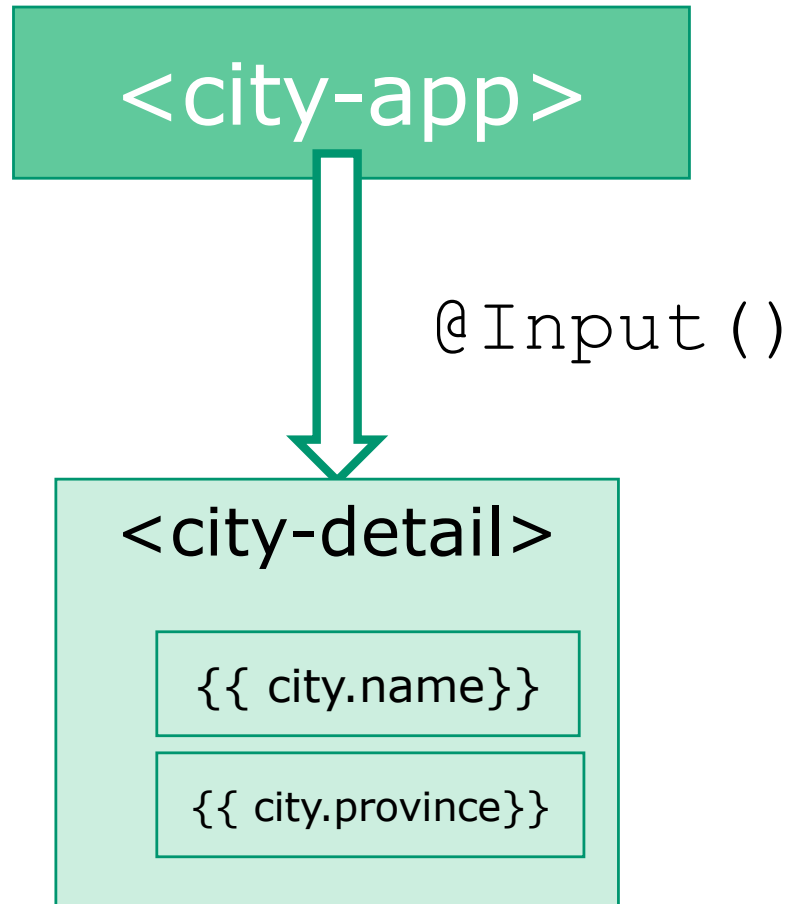 <city-app>
@Input()
<city-detail>
{{ city.name}}
{{ city.province}}